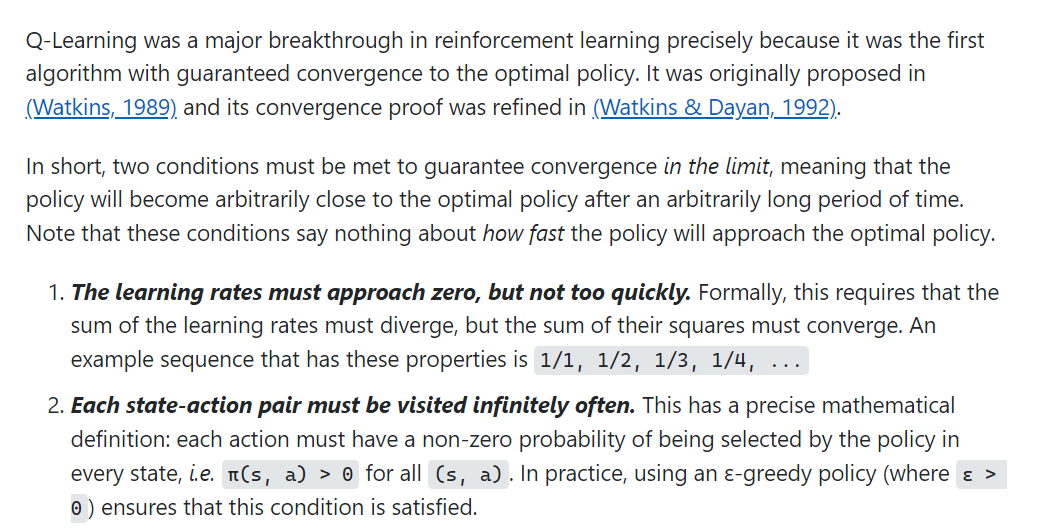 Q-Learning was a major breakthrough in reinforcement learning precisely because it was the first
algorithm with guaranteed convergence to the optimal policy. It was originally proposed in
(Watkins, 1989) and its convergence proof was refined in (Watkins & Dayan, 1992).
In short, two conditions must be met to guarantee convergence in the limit, meaning that the
policy will become arbitrarily close to the optimal policy after an arbitrarily long period of time.
Note that these conditions say nothing about how fast the policy will approach the optimal policy.
1. The learning rates must approach zero, but not too quickly. Formally, this requires that the
sum of the learning rates must diverge, but the sum of their squares must converge. An
example sequence that has these properties is 1/1, 1/2, 1/3, 1/4, ...
2. Each state-action pair must be visited infinitely often. This has a precise mathematical
definition: each action must have a non-zero probability of being selected by the policy in
every state, i.e. π(s, a) > 0 for all (s, a). In practice, using an ε-greedy policy (where ε >
0) ensures that this condition is satisfied.